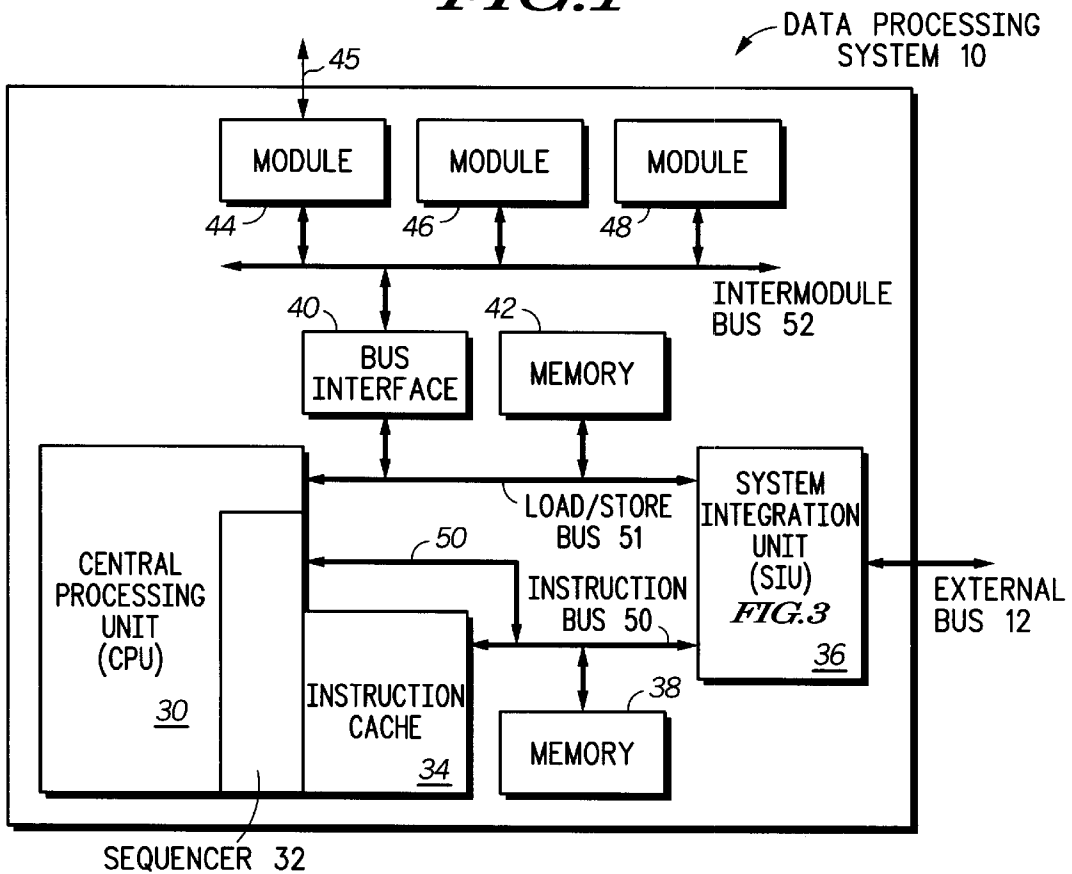 FIG.1
DATA PROCESSING
SYSTEM 10
45
MODULE
MODULE
MODULE
44
46
48
INTERMODULE
BUS 52
40
42
BUS
INTERFACE
MEMORY
LOAD/STORE
BUS 51
SYSTEM
INTEGRATION
UNIT
(SIU)
FIG.3
36
50
CENTRAL
PROCESSING
UNIT
(CPU)
30
INSTRUCTION
BUS 50
EXTERNAL
BUS 12
INSTRUCTION
CACHE
34
38
MEMORY
SEQUENCER 32